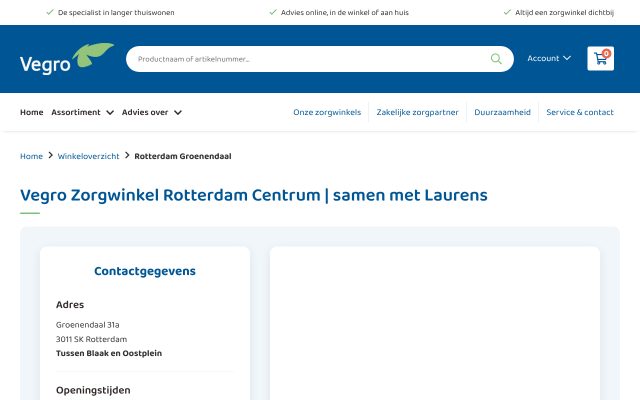 De specialist in langer thuiswonen
Advies online, in de winkel of aan huis
Altijd een zorgwinkel dichtbij
Vegro
Productnaam of artikelnummer...
Account
0
Home
Assortiment
Advies over
Onze zorgwinkels
Zakelijke zorgpartner
Duurzaamheid
Service & contact
Home
Winkeloverzicht
Rotterdam Groenendaal
Vegro Zorgwinkel Rotterdam Centrum | samen met Laurens
Contactgegevens
Adres
Groenendaal 31a
3011 SK Rotterdam
Tussen Blaak en Oostplein
Openingstijden